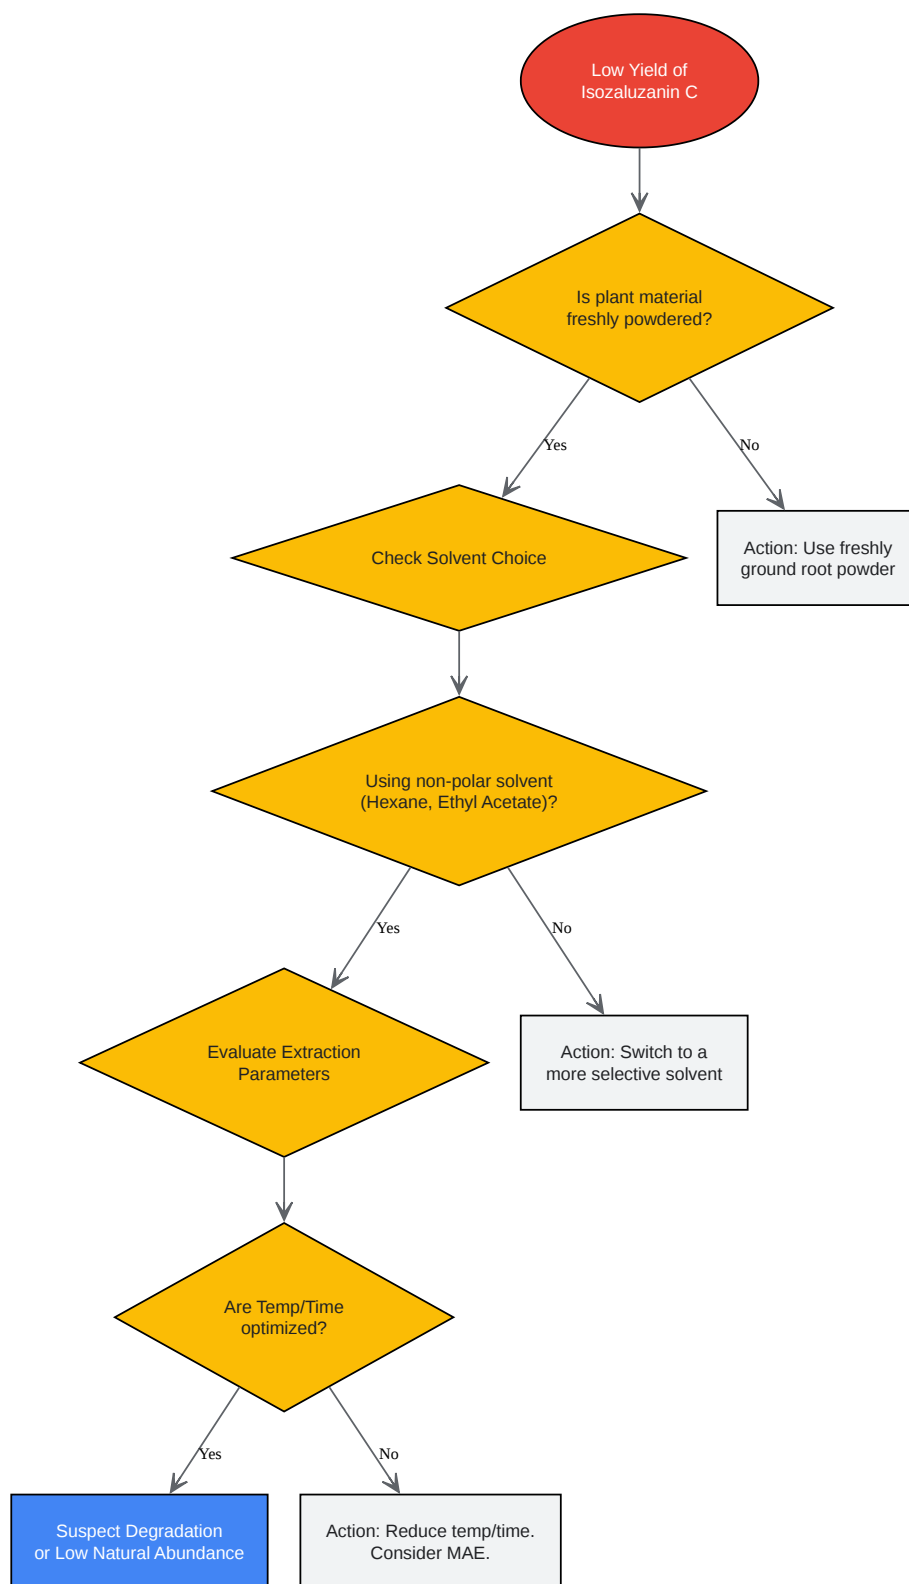 Low Yield of
Isozaluzanin C
Is plant material
freshly powdered?
Yes
No
Check Solvent Choice
Action: Use freshly
ground root powder
Using non-polar solvent
(Hexane, Ethyl Acetate)?
Yes
No
Evaluate Extraction
Parameters
Action: Switch to a
more selective solvent
Are Temp/Time
optimized?
Yes
No
Suspect Degradation
or Low Natural Abundance
Action: Reduce temp/time.
Consider MAE.